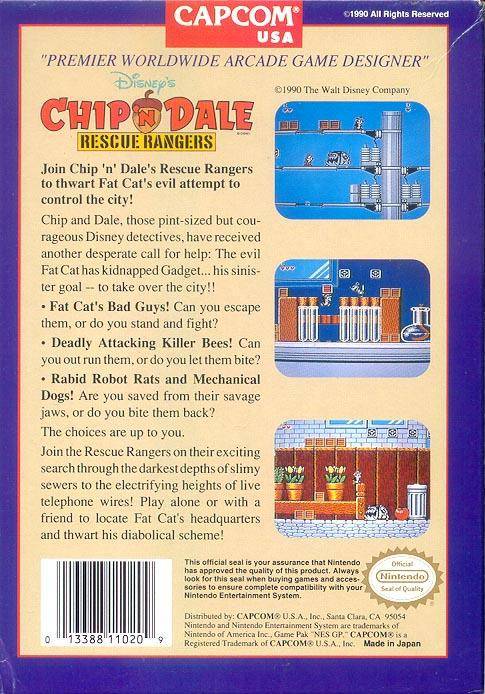 CAPCOM®
USA
©1990 All Rights Reserved
"PREMIER WORLDWIDE ARCADE GAME DESIGNER"
DISNEY'S
CHIP 'N DALE
RESCUE RANGERS
©1990 The Walt Disney Company
Join Chip 'n' Dale's Rescue Rangers
to thwart Fat Cat's evil attempt to
control the city!
Chip and Dale, those pint-sized but cou-
rageous Disney detectives, have received
another desperate call for help: The evil
Fat Cat has kidnapped Gadget... his sinis-
ter goal -- to take over the city!!
• Fat Cat's Bad Guys! Can you escape
them, or do you stand and fight?
• Deadly Attacking Killer Bees! Can
you out run them, or do you let them bite?
• Rabid Robot Rats and Mechanical
Dogs! Are you saved from their savage
jaws, or do you bite them back?
The choices are up to you.
Join the Rescue Rangers on their exciting
search through the darkest depths of slimy
sewers to the electrifying heights of live
telephone wires! Play alone or with a
friend to locate Fat Cat's headquarters
and thwart his diabolical scheme!
0 13388 11020 9
This official seal is your assurance that Nintendo
has approved the quality of this product. Always
look for this seal when buying games and acces-
sories to ensure complete compatibility with your
Nintendo Entertainment System.
Official
Nintendo
Seal of Quality
Distributed by: CAPCOM® U.S.A., Inc., Santa Clara, CA 95054
Nintendo and Nintendo Entertainment System are trademarks of
Nintendo of America Inc., Game Pak "NES GP." CAPCOM® is a
Registered Trademark of CAPCOM® U.S.A., Inc. Made in Japan